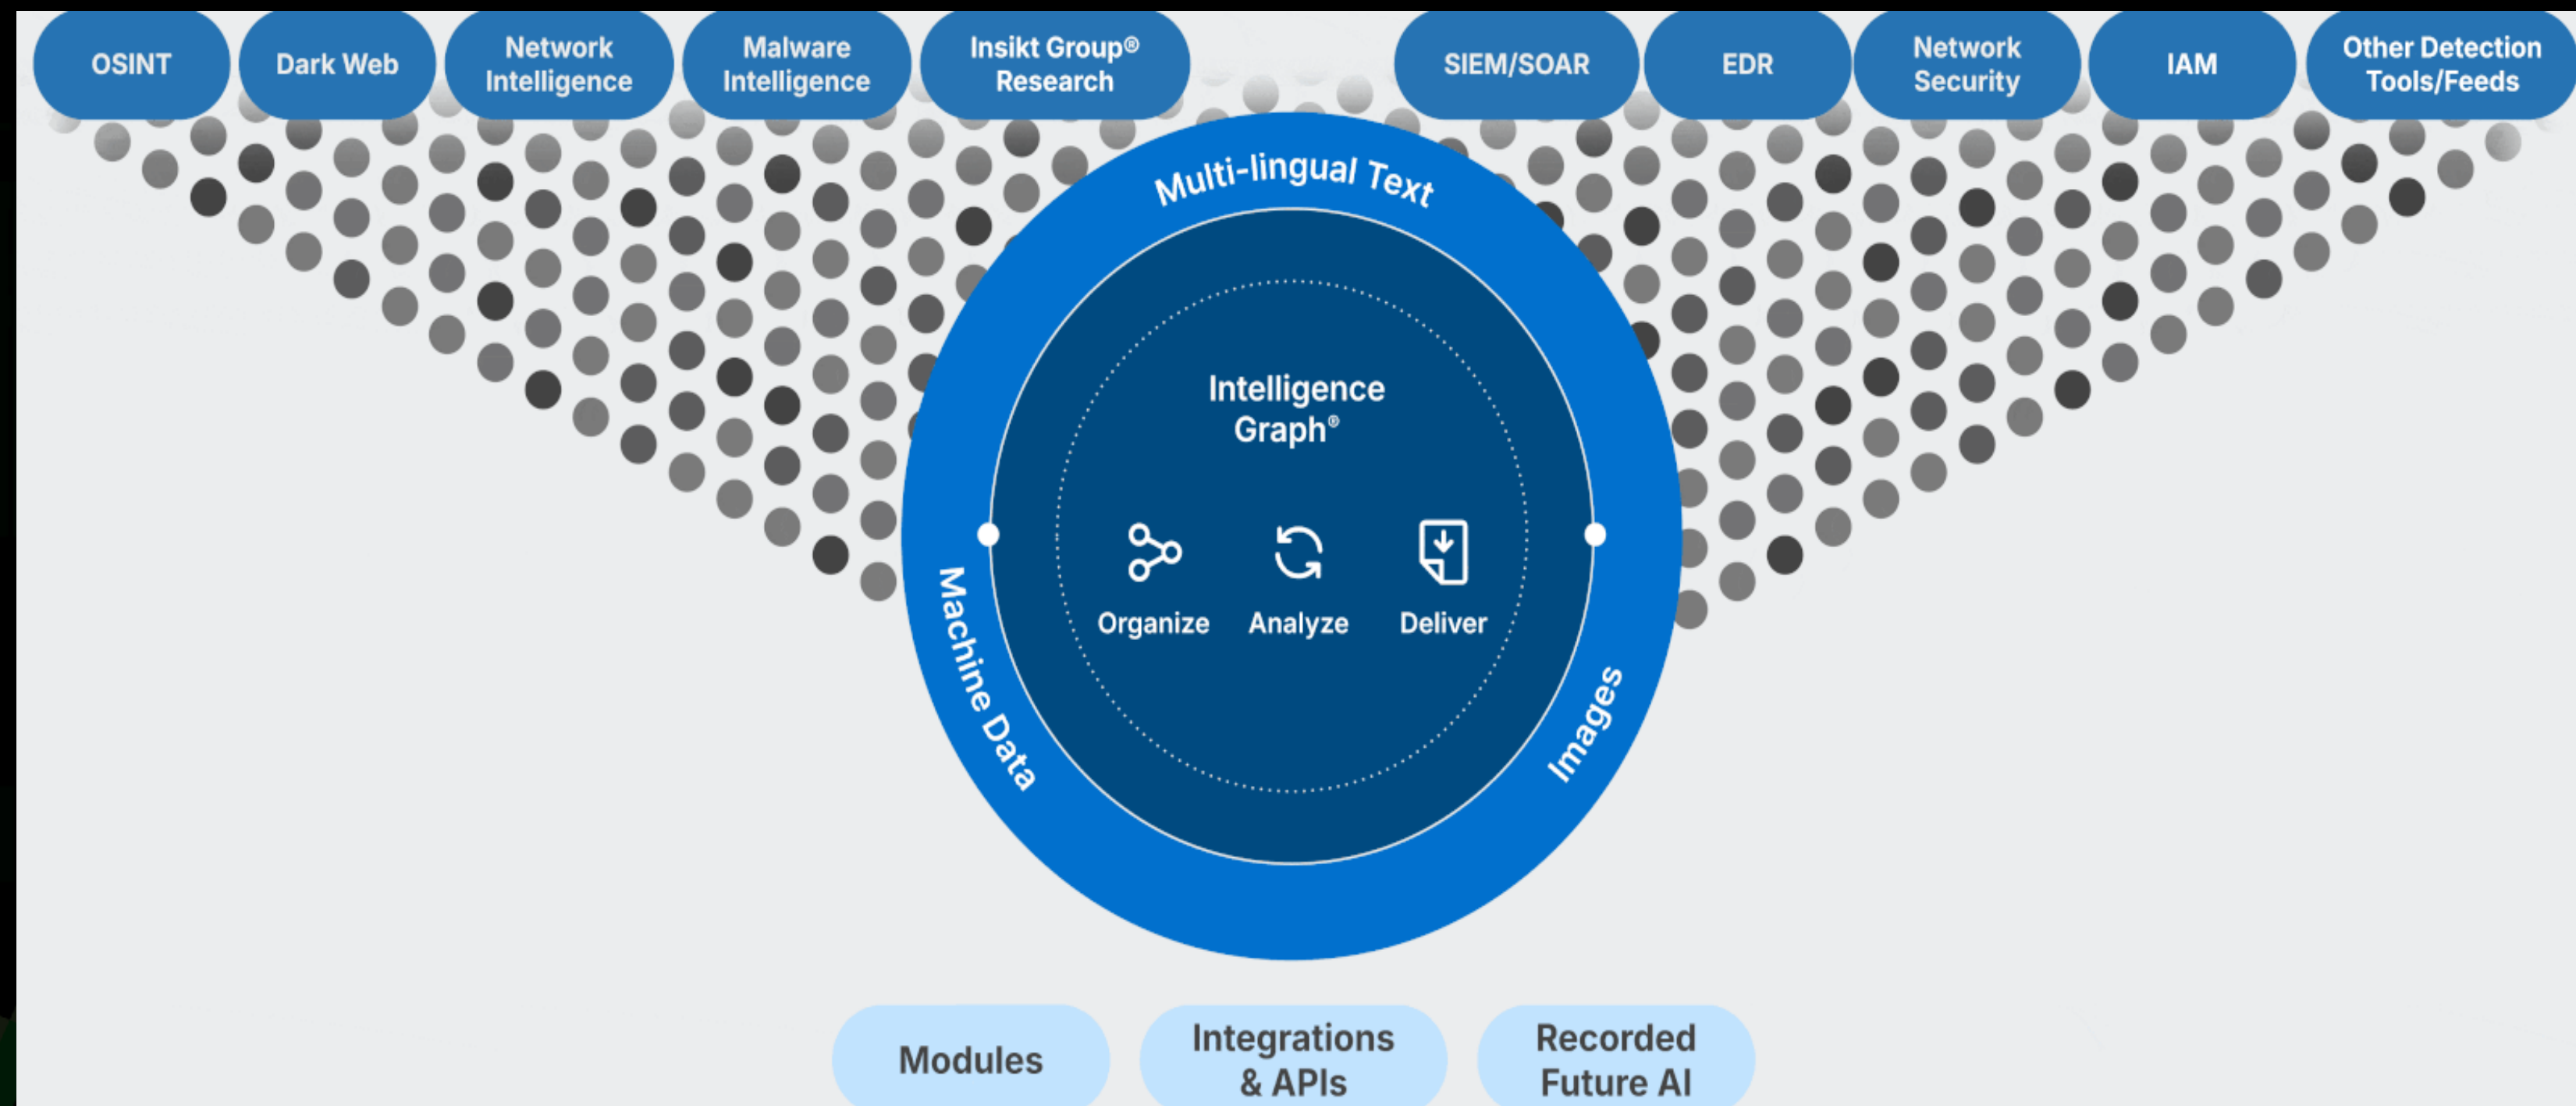 OSINT
Dark Web
Network
Intelligence
Malware
Intelligence
Insikt Group®
Research
SIEM/SOAR
EDR
Network
Security
IAM
Other Detection
Tools/Feeds
Multi-lingual Text
Intelligence
Graph®
Organize
Analyze
Deliver
Machine Data
Images
Modules
Integrations
& APIs
Recorded
Future AI